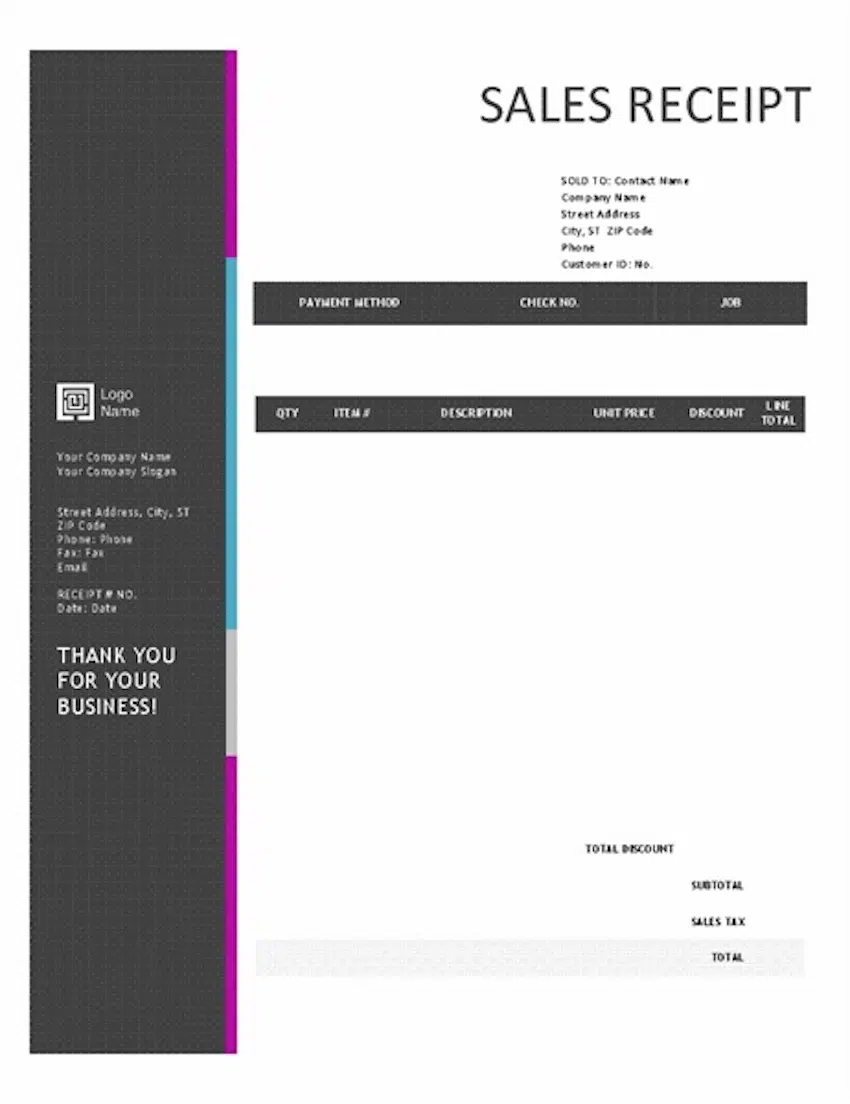 SALES RECEIPT
SOLD TO: Contact Name
Company Name
Street Address
City, ST ZIP Code
Phone
Customer ID: No.
PAYMENT METHOD CHECK NO. JOB
Logo
Name
QTY ITEM # DESCRIPTION UNIT PRICE DISCOUNT LINE TOTAL
Your Company Name
Your Company Slogan
Street Address, City, ST
ZIP Code
Phone: Phone
Fax: Fax
Email
RECEIPT # NO.
Date: Date
THANK YOU
FOR YOUR
BUSINESS!
TOTAL DISCOUNT
SUBTOTAL
SALES TAX
TOTAL